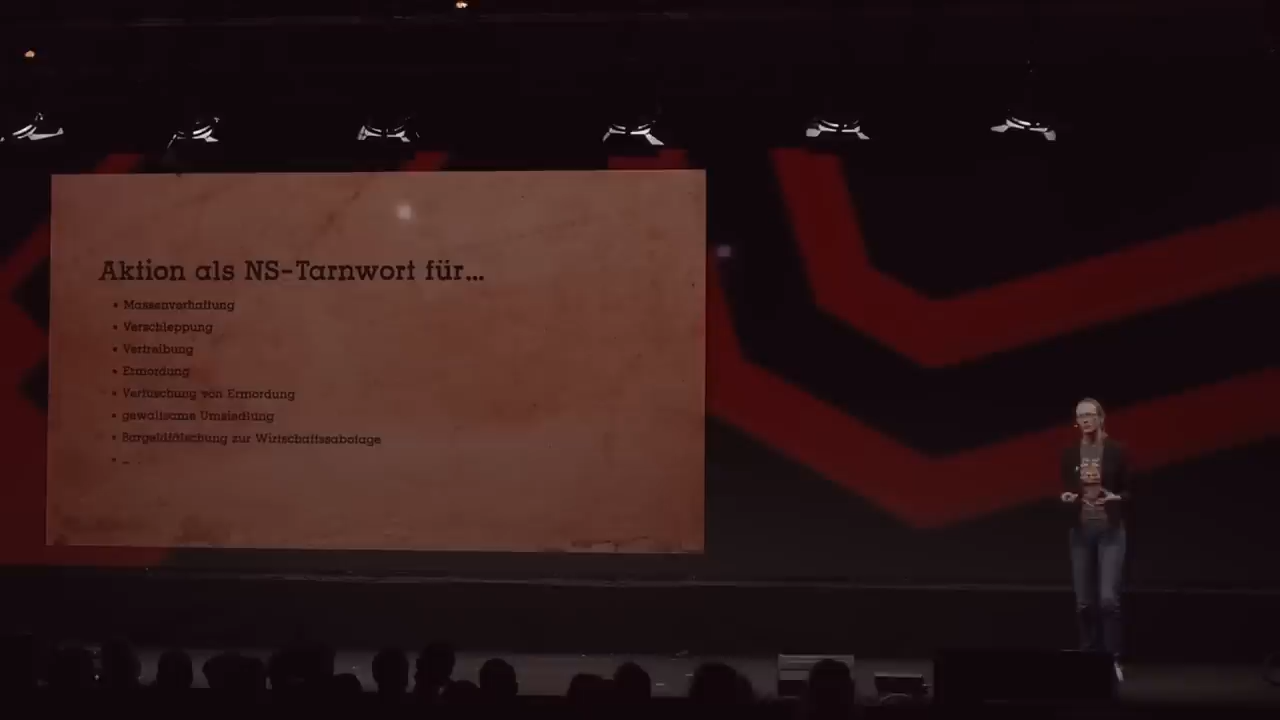 Aktion als NS-Tarnwort für...
• Massenverhaftung
• Verschleppung
• Vertreibung
• Ermordung
• Vertuschung von Ermordung
• gewaltsame Umsiedlung
• Bargeldfälschung zur Wirtschaftssabotage
• ...